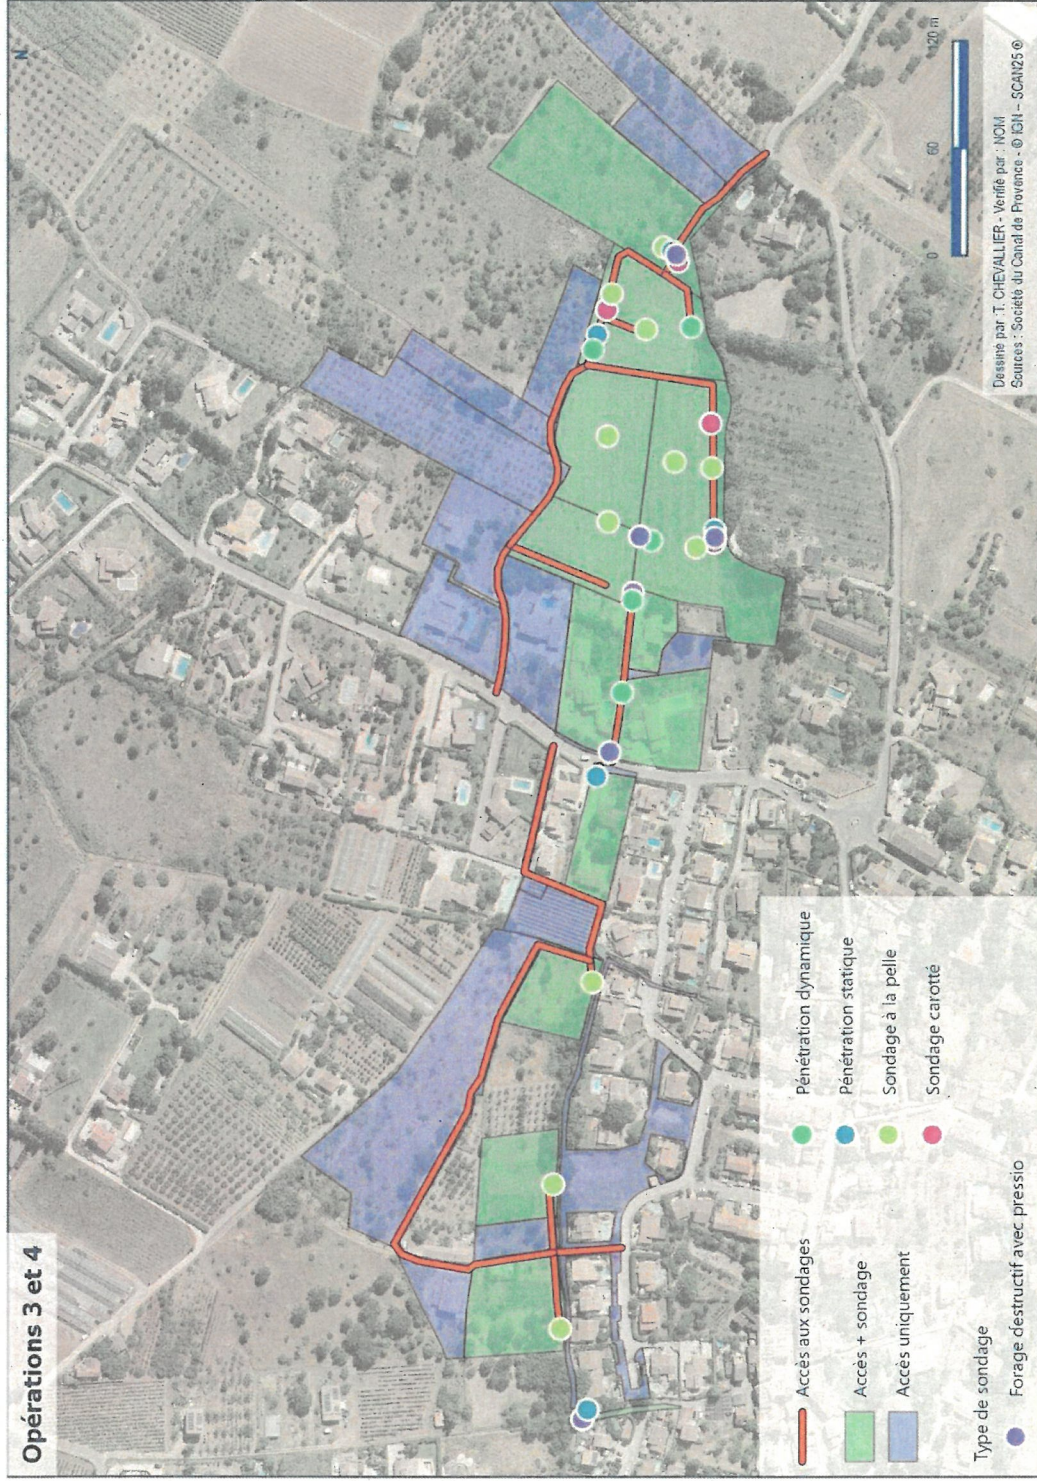 Opérations 3 et 4
N
Accès aux sondages
Accès + sondage
Accès uniquement
Type de sondage
Forage destructif avec pressio
Pénétration dynamique
Pénétration statique
Sondage à la pelle
Sondage carotté
0 60 120 m
Dessiné par :T. CHEVALLIER - Verifié par : NOM
Sources : Société du Canal de Provence - © IGN – SCAN25 ®